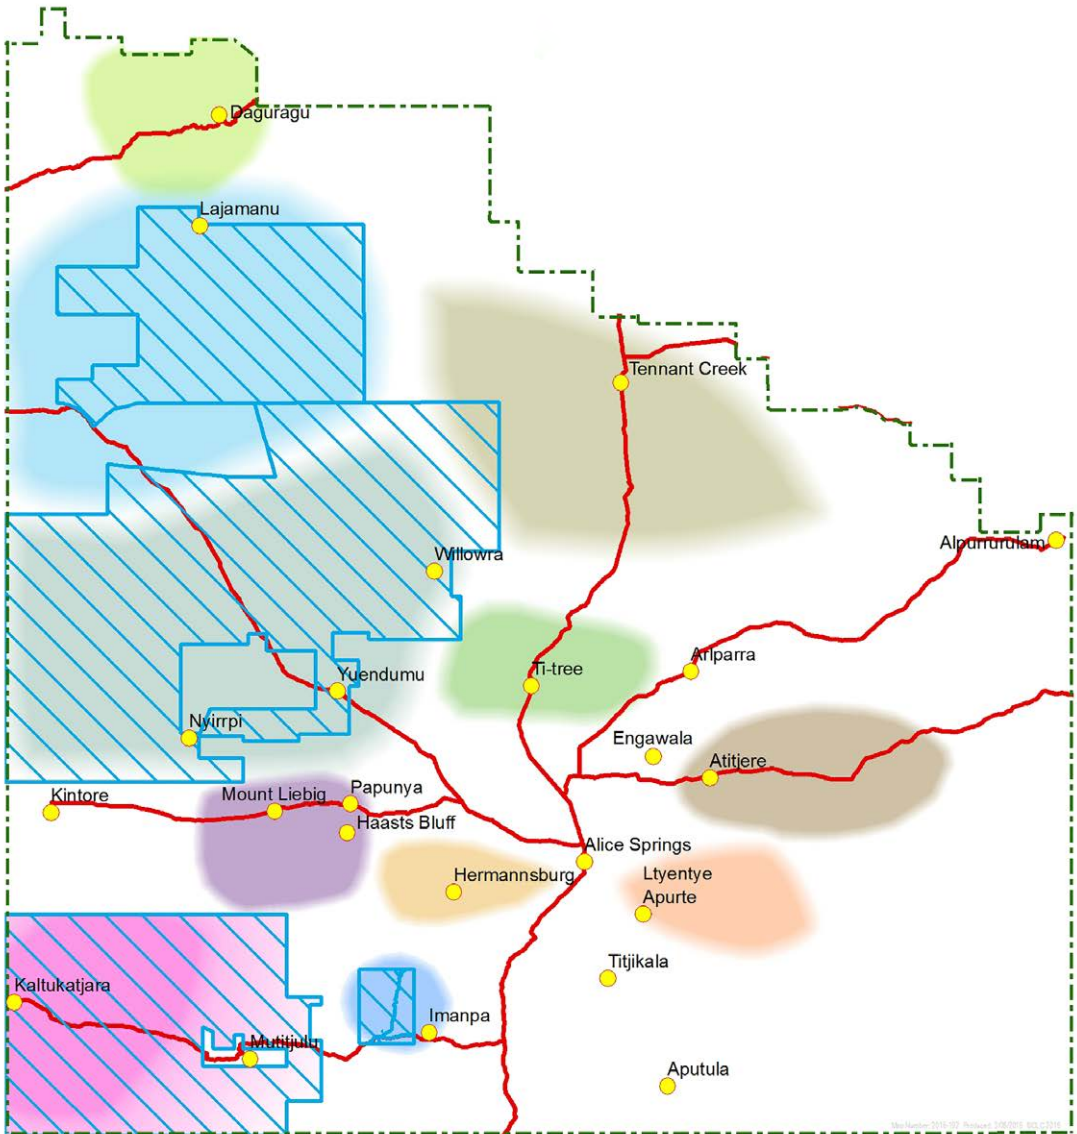 Daguragu
Lajamanu
Tennant Creek
Alpurrurulam
Willowra
Arlparra
Ti-tree
Yuendumu
Nyirrpi
Engawala
Atitjere
Kintore
Mount Liebig
Papunya
Haasts Bluff
Alice Springs
Hermannsburg
Ltyentye
Apurte
Titjikala
Kaltukatjara
Imanpa
Mutitjulu
Aputula